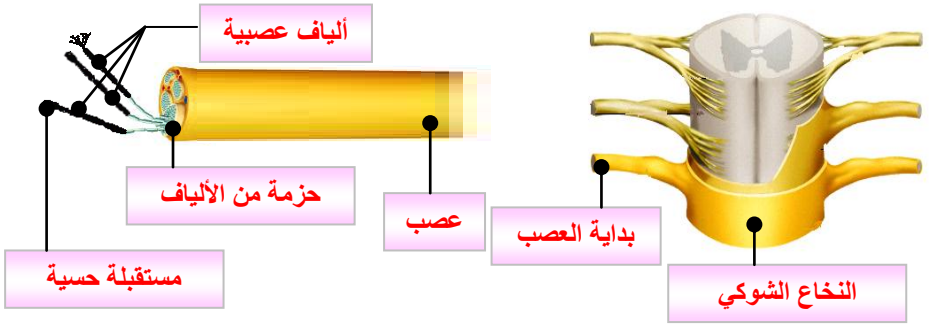 ألياف عصبية
حزمة من الألياف
عصب
بداية العصب
مستقبلة حسية
النخاع الشوكي